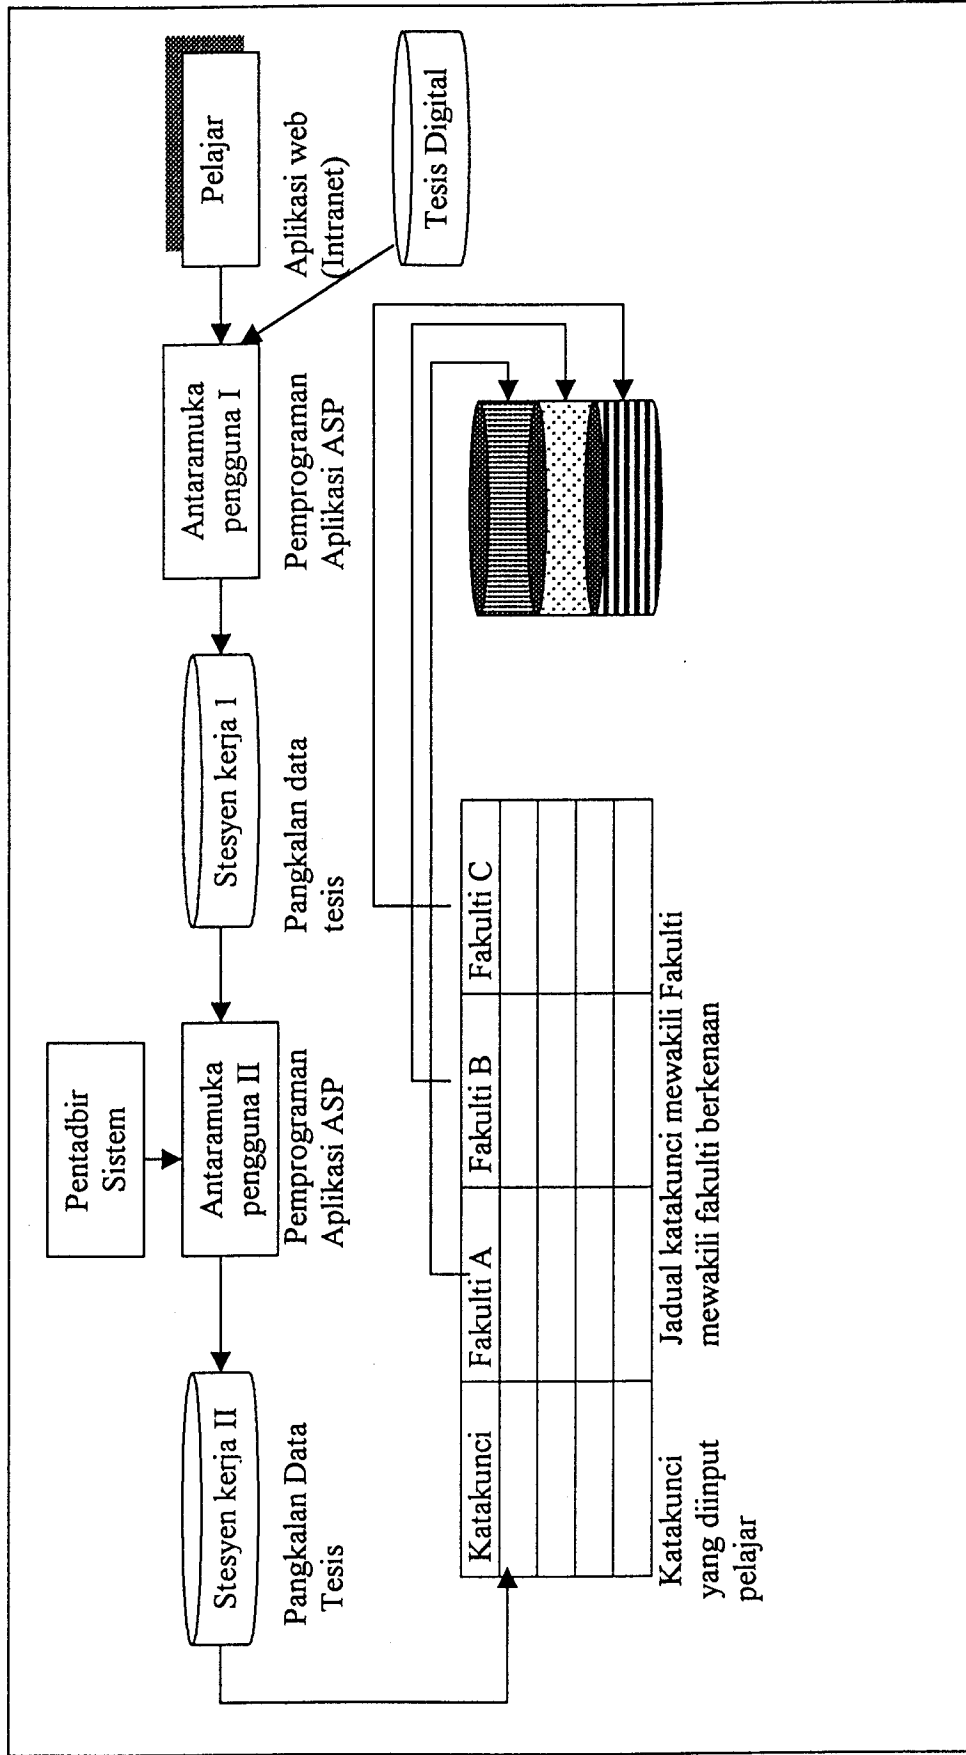 Pelajar
Aplikasi web
(Intranet)
Tesis Digital
Antaramuka
pengguna I
Pemprograman
Aplikasi ASP
Stesyen kerja 1
Pangkalan data
tesis
Pentadbir
Sistem
Antaramuka
pengguna II
Pemprograman
Aplikasi ASP
Stesyen kerja II
Pangkalan Data
Tesis
Katakunci
Fakulti A
Fakulti B
Fakulti C
Katakunci
yang diinput
pelajar
Jadual katakunci mewakili Fakulti
mewakili fakulti berkenaan